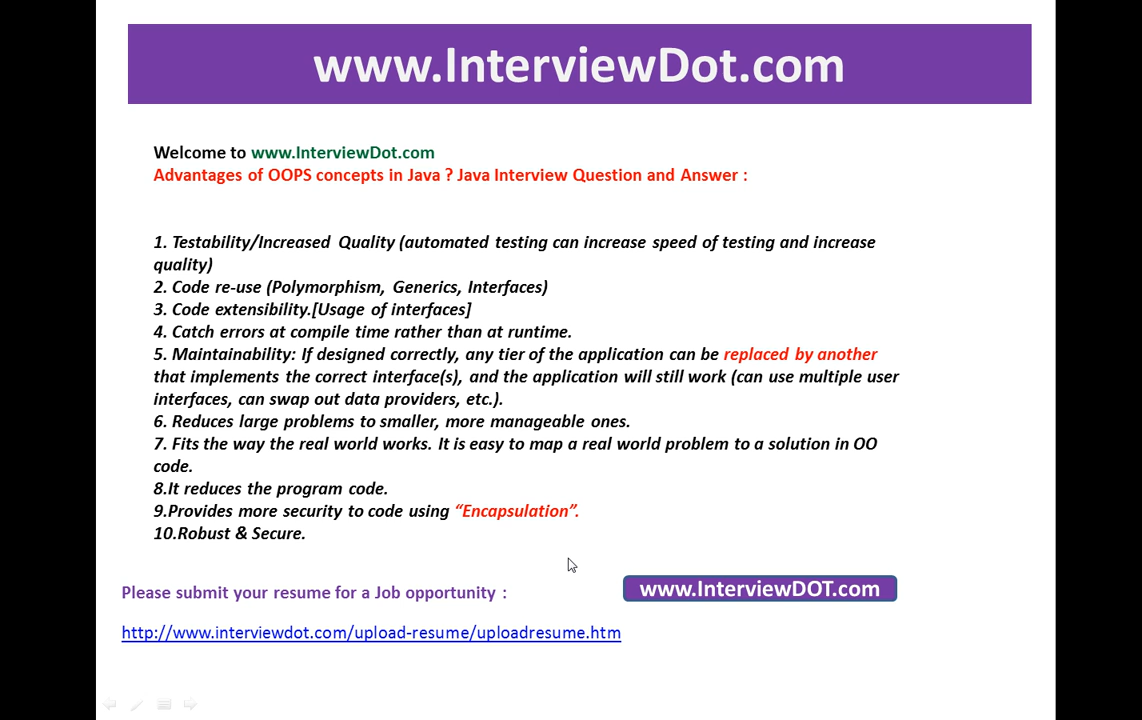 www.InterviewDot.com
Welcome to www.InterviewDot.com
Advantages of OOPS concepts in Java ? Java Interview Question and Answer :
1. Testability/Increased Quality (automated testing can increase speed of testing and increase
quality)
2. Code re-use (Polymorphism, Generics, Interfaces)
3. Code extensibility.[Usage of interfaces]
4. Catch errors at compile time rather than at runtime.
5. Maintainability: If designed correctly, any tier of the application can be replaced by another
that implements the correct interface(s), and the application will still work (can use multiple user
interfaces, can swap out data providers, etc.).
6. Reduces large problems to smaller, more manageable ones.
7. Fits the way the real world works. It is easy to map a real world problem to a solution in OO
code.
8.It reduces the program code.
9.Provides more security to code using “Encapsulation”.
10.Robust & Secure.
Please submit your resume for a Job opportunity :
www.InterviewDOT.com
http://www.interviewdot.com/upload-resume/uploadresume.htm